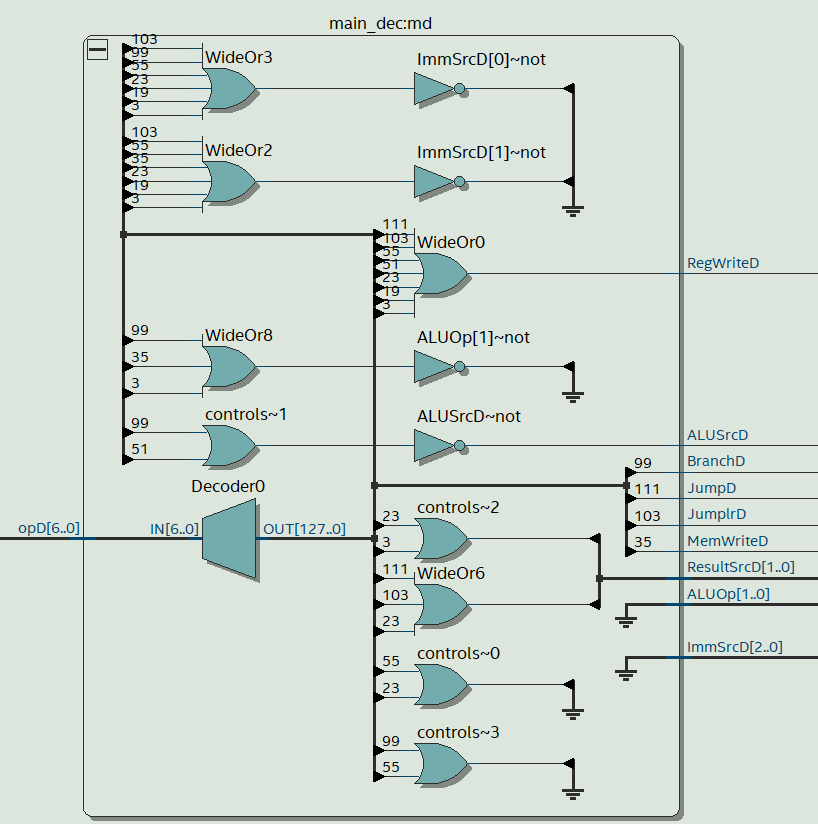 main_dec:md
103
99
55
23
19
3
WideOr3
ImmSrcD[0]~not
103
55
35
23
19
3
WideOr2
ImmSrcD[1]~not
111
103
55
51
23
19
3
WideOr0
RegWriteD
99
35
3
WideOr8
ALUOp[1]~not
99
51
controls~1
ALUSrcD~not
ALUSrcD
99
BranchD
111
JumpD
103
JumplrD
35
MemWriteD
Decoder0
opD[6..0]
IN[6..0]
OUT[127..0]
23
3
controls~2
ResultSrcD[1..0]
111
103
23
WideOr6
ALUOp[1..0]
55
23
controls~0
ImmSrcD[2..0]
99
55
controls~3